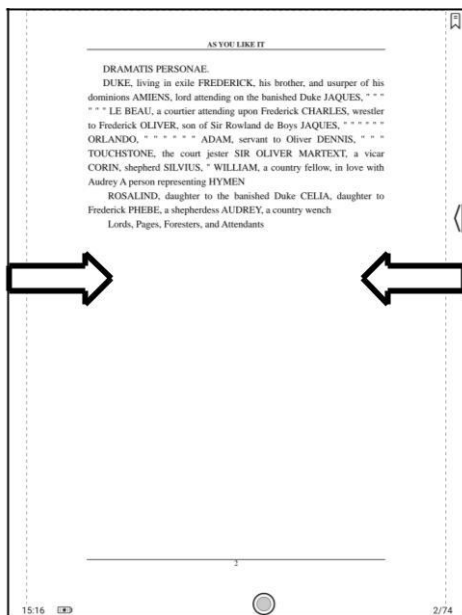 AS YOU LIKE IT
DRAMATIS PERSONAE.
DUKE, living in exile FREDERICK, his brother, and usurper of his
dominions AMIENS, lord attending on the banished Duke JAQUES, " " "
" " " LE BEAU, a courtier attending upon Frederick CHARLES, wrestler
to Frederick OLIVER, son of Sir Rowland de Boys JAQUES, " " " " " "
ORLANDO, " " " " " " ADAM, servant to Oliver DENNIS, " " "
TOUCHSTONE, the court jester SIR OLIVER MARTEXT, a vicar
CORIN, shepherd SILVIUS, " WILLIAM, a country fellow, in love with
Audrey A person representing HYMEN
ROSALIND, daughter to the banished Duke CELIA, daughter to
Frederick PHEBE, a shepherdess AUDREY, a country wench
Lords, Pages, Foresters, and Attendants
2
15:16 2/74